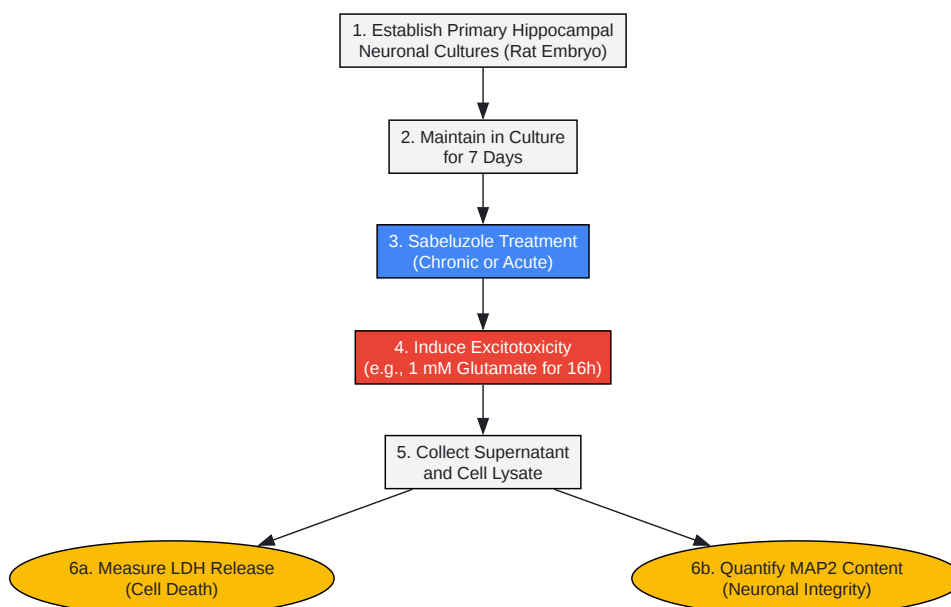 1. Establish Primary Hippocampal
Neuronal Cultures (Rat Embryo)
2. Maintain in Culture
for 7 Days
3. Sabeluzole Treatment
(Chronic or Acute)
4. Induce Excitotoxicity
(e.g., 1 mM Glutamate for 16h)
5. Collect Supernatant
and Cell Lysate
6a. Measure LDH Release
(Cell Death)
6b. Quantify MAP2 Content
(Neuronal Integrity)